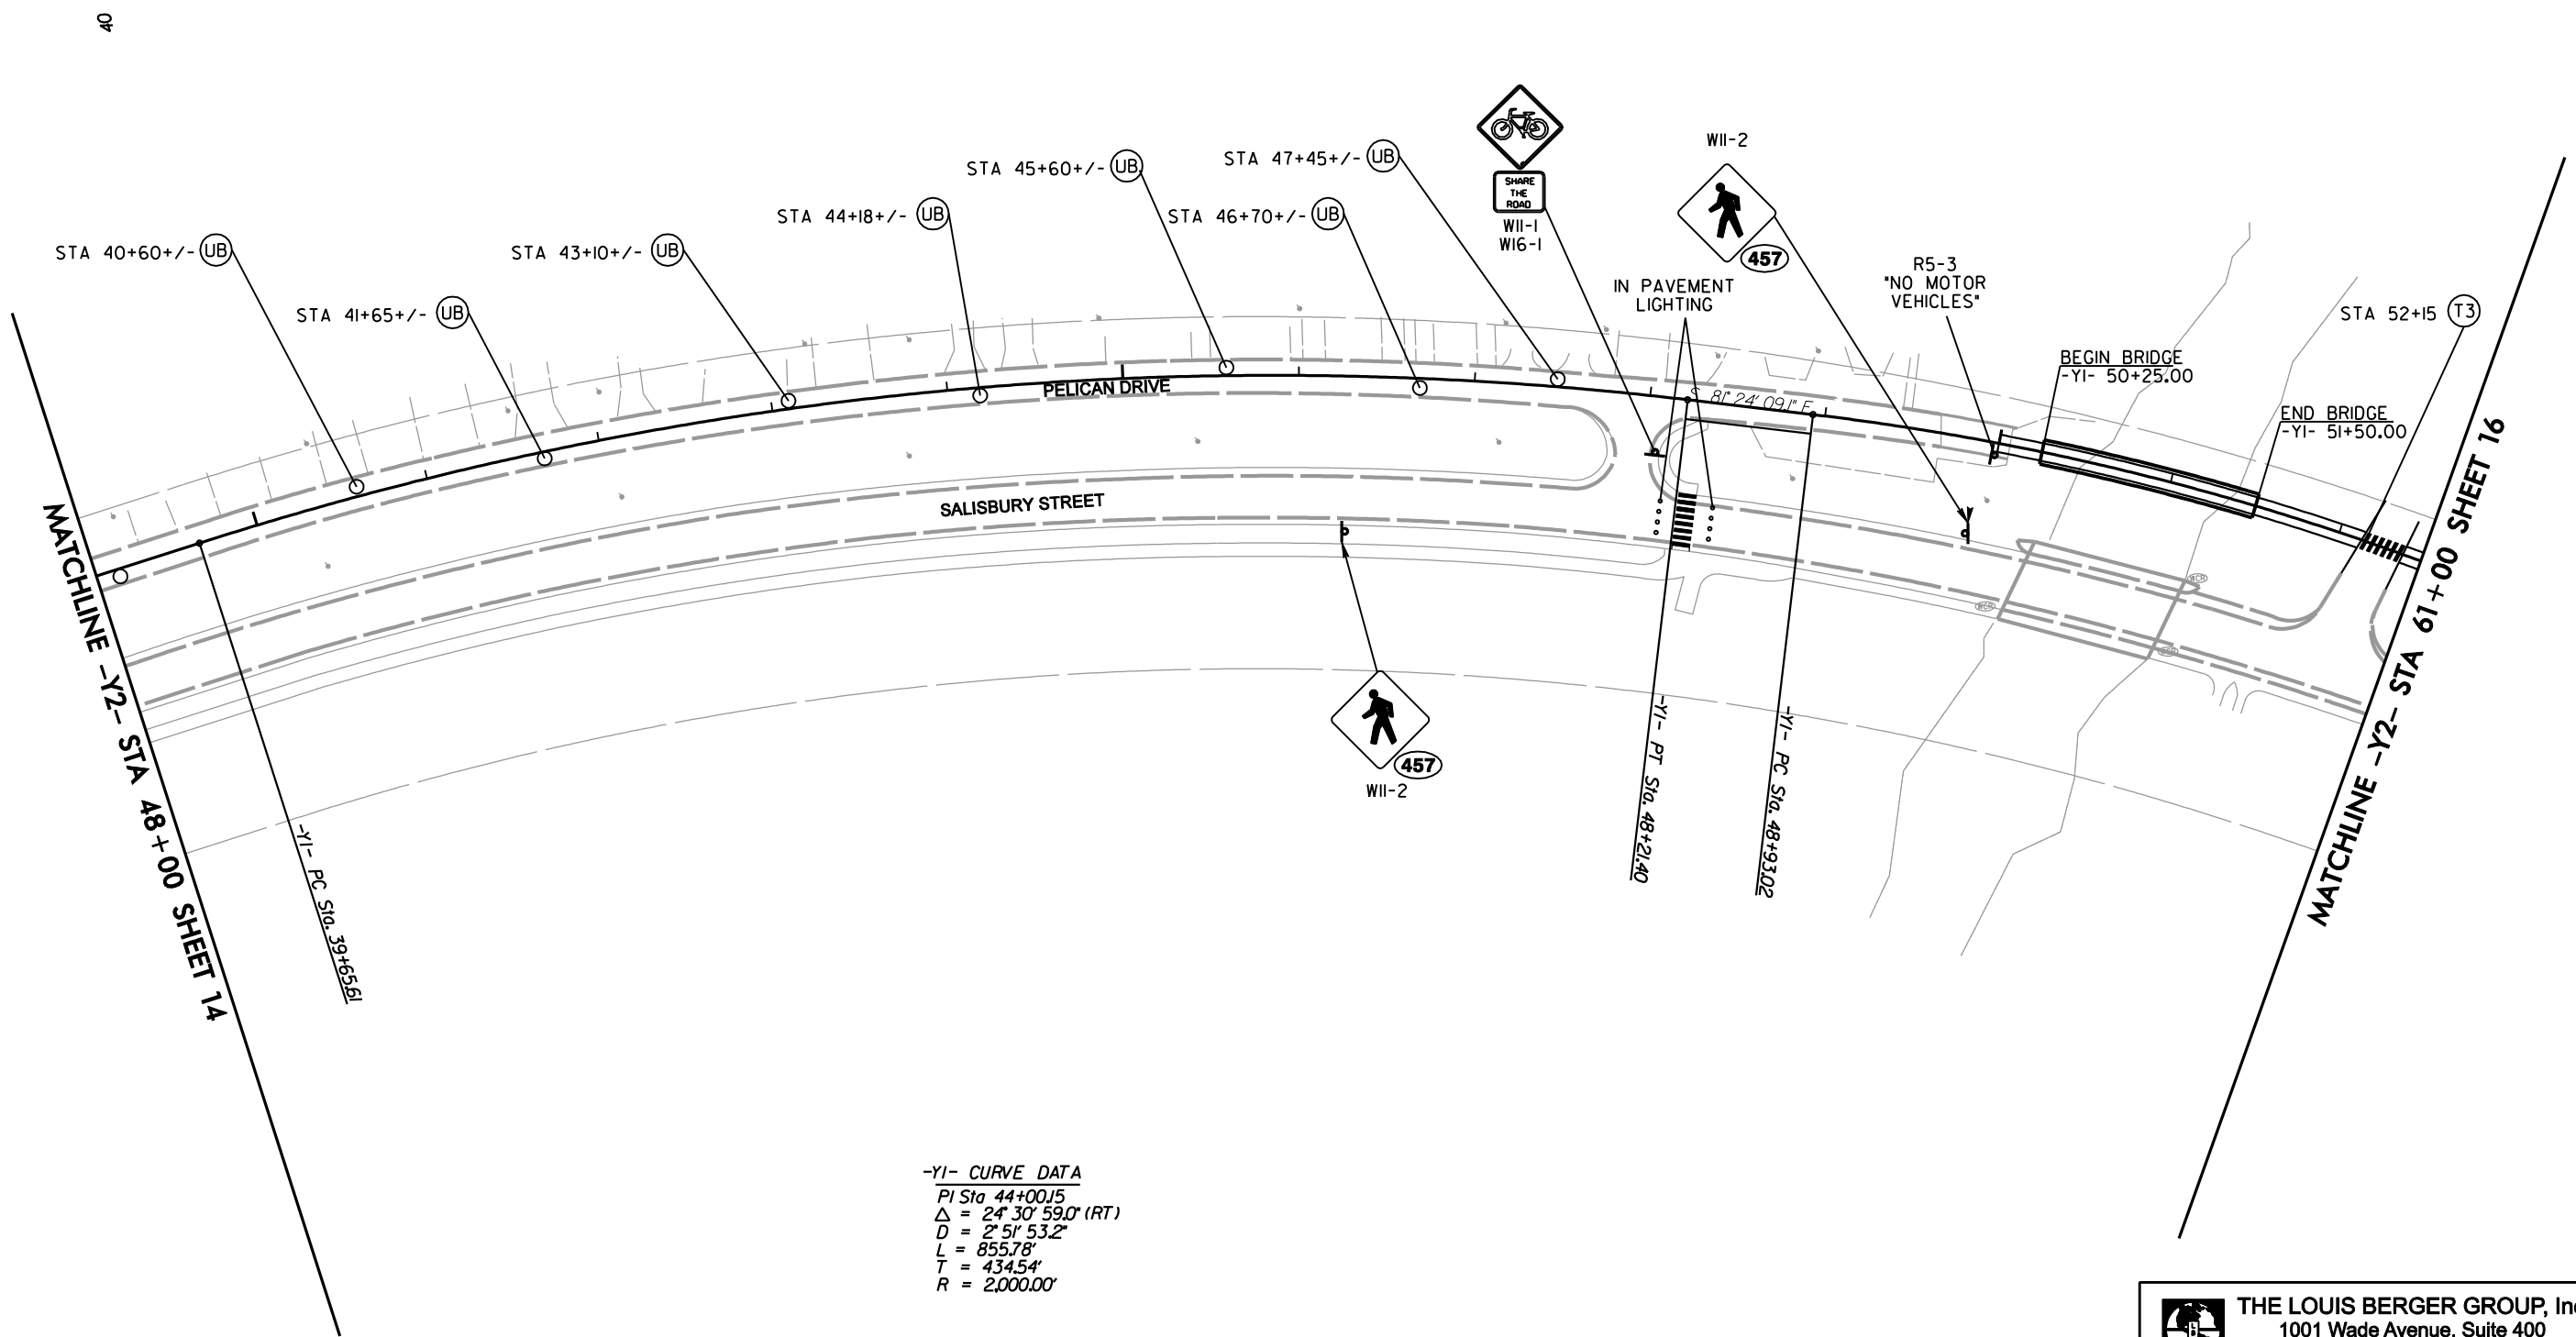 40
STA 40+60+/- UB
STA 41+65+/- UB
STA 43+10+/- UB
STA 44+18+/- UB
STA 45+60+/- UB
STA 46+70+/- UB
STA 47+45+/- UB
SHARE
THE
ROAD
W11-1
W16-1
W11-2
457
IN PAVEMENT
LIGHTING
R5-3
"NO MOTOR
VEHICLES"
BEGIN BRIDGE
-Y1- 50+25.00
END BRIDGE
-Y1- 51+50.00
STA 52+15 T3
PELICAN DRIVE
S 81° 24' 09.1" E
SALISBURY STREET
WCR
WCR
WCR
MATCHLINE -Y2- STA 48+00 SHEET 14
MATCHLINE -Y2- STA 61+00 SHEET 16
-Y1- PC Sta. 39+65.61
-Y1- PT Sta. 48+21.40
-Y1- PC Sta. 48+93.02
457
W11-2
-Y1- CURVE DATA
PI Sta 44+00.15
△ = 24° 30' 59.0" (RT)
D = 2° 51' 53.2"
L = 855.78'
T = 434.54'
R = 2,000.00'
THE LOUIS BERGER GROUP, Inc
1001 Wade Avenue, Suite 400